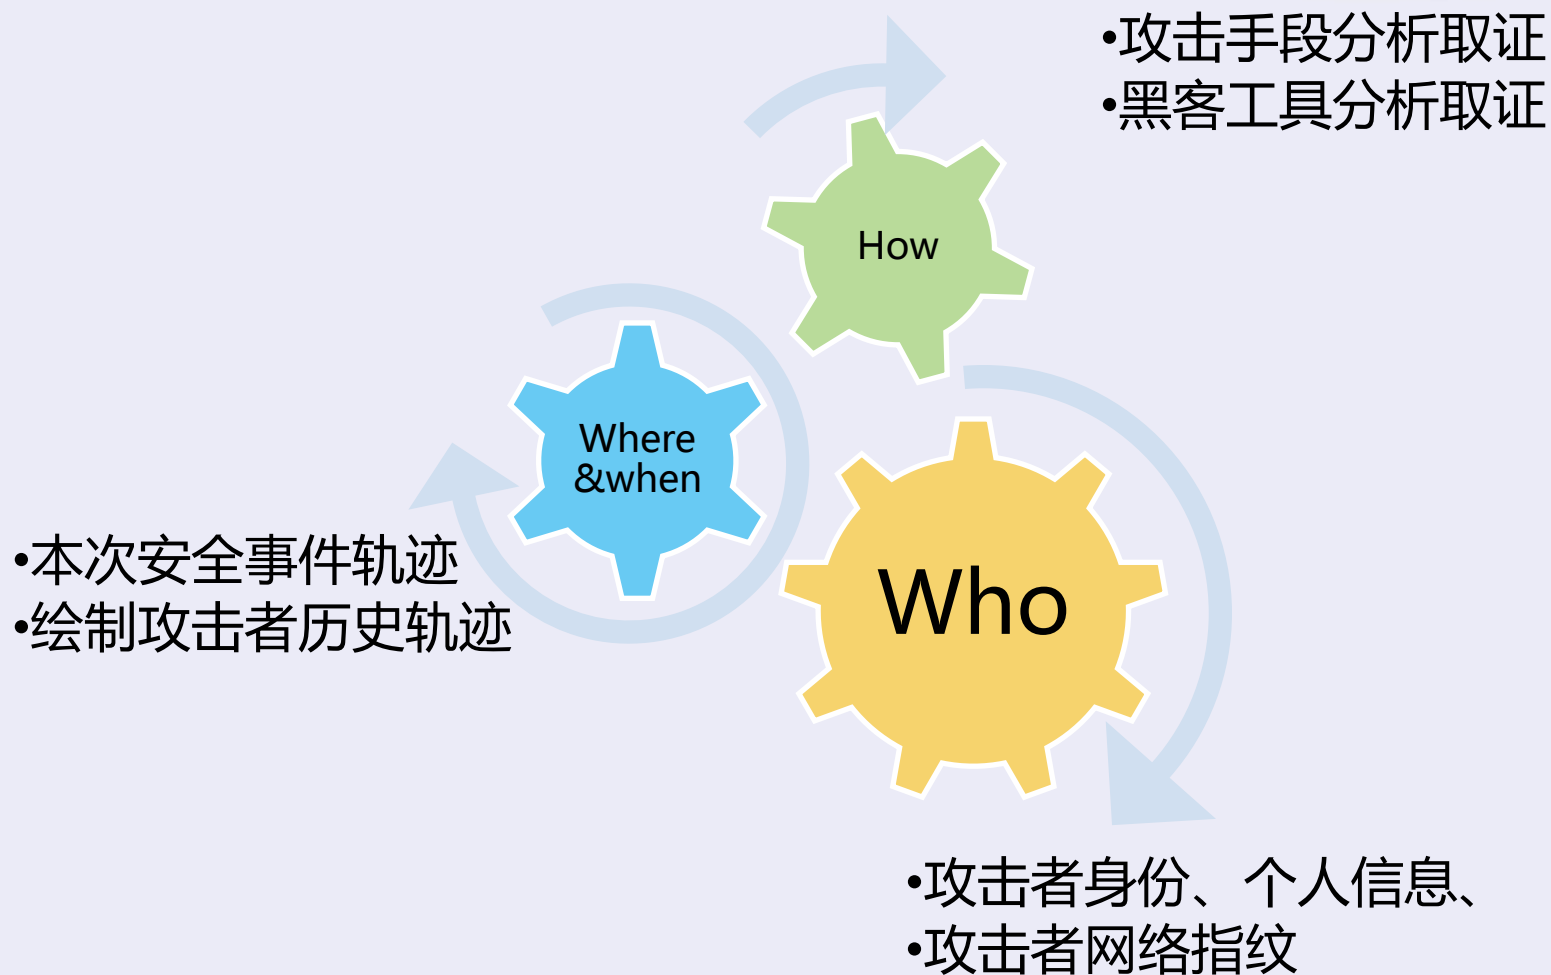 •攻击手段分析取证
•黑客工具分析取证
How
Where
&when
•本次安全事件轨迹
•绘制攻击者历史轨迹
Who
•攻击者身份、个人信息、
•攻击者网络指纹